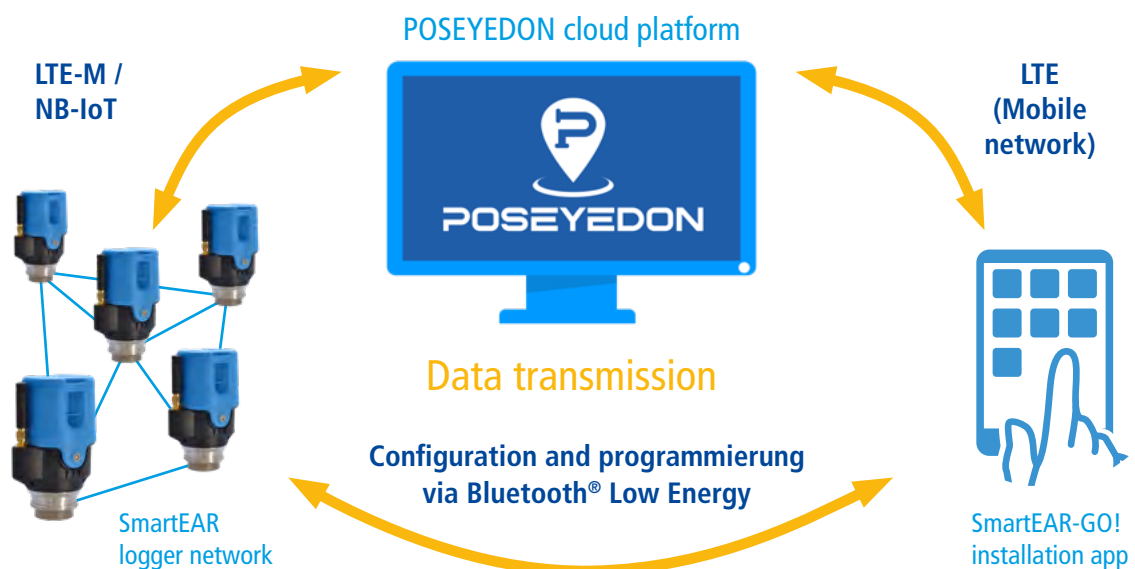 POSEYEDON cloud platform
LTE-M /
NB-IoT
LTE
(Mobile
network)
P
POSEYEDON
Data transmission
Configuration and programmierung
via Bluetooth® Low Energy
SmartEAR
logger network
SmartEAR-GO!
installation app